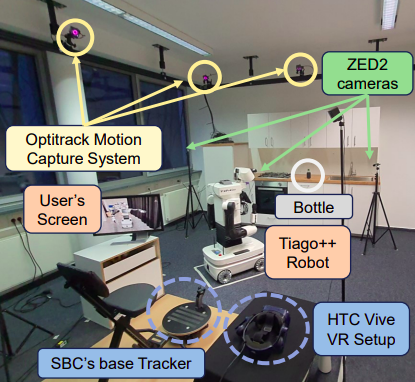 ZED2
cameras
Optitrack Motion
Capture System
User's
Screen
Bottle
Tiago++
Robot
HTC Vive
VR Setup
SBC's base Tracker